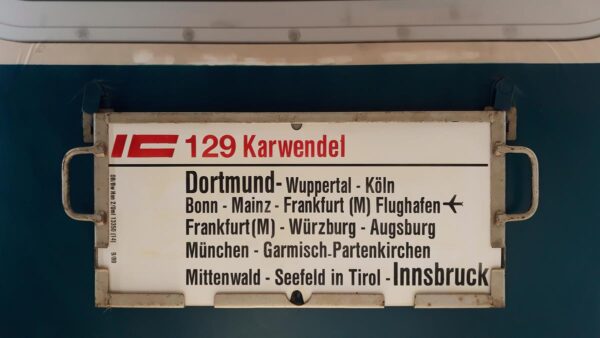 IC 129 Karwendel
Dortmund- Wuppertal - Köln
Bonn - Mainz - Frankfurt (M) Flughafen
Frankfurt(M) - Würzburg - Augsburg
München - Garmisch-Partenkirchen
Mittenwald - Seefeld in Tirol - Innsbruck